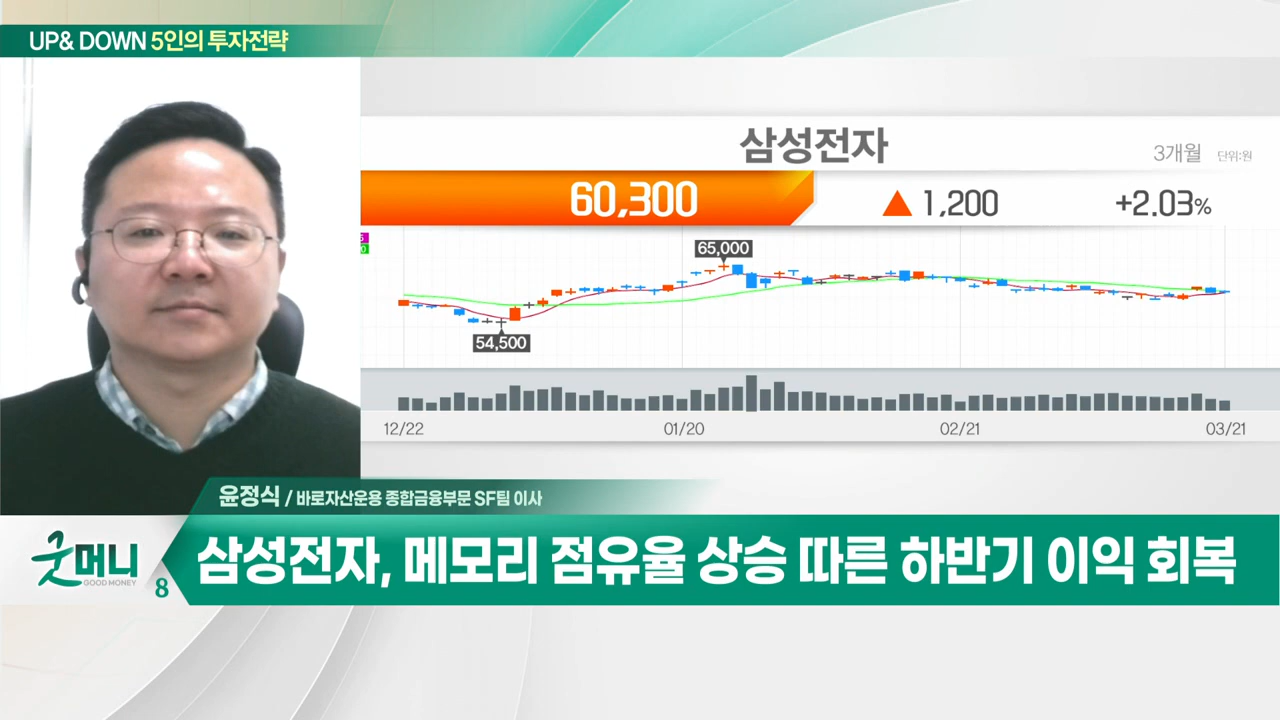 UP& DOWN 5인의 투자전략
삼성전자
3개월 단위:원
60,300 ▲ 1,200 +2.03%
65,000
54,500
12/22 01/20 02/21 03/21
윤정식 / 바로자산운용 종합금융부문 SF팀 이사
굿머니
GOOD MONEY
8
삼성전자, 메모리 점유율 상승 따른 하반기 이익 회복